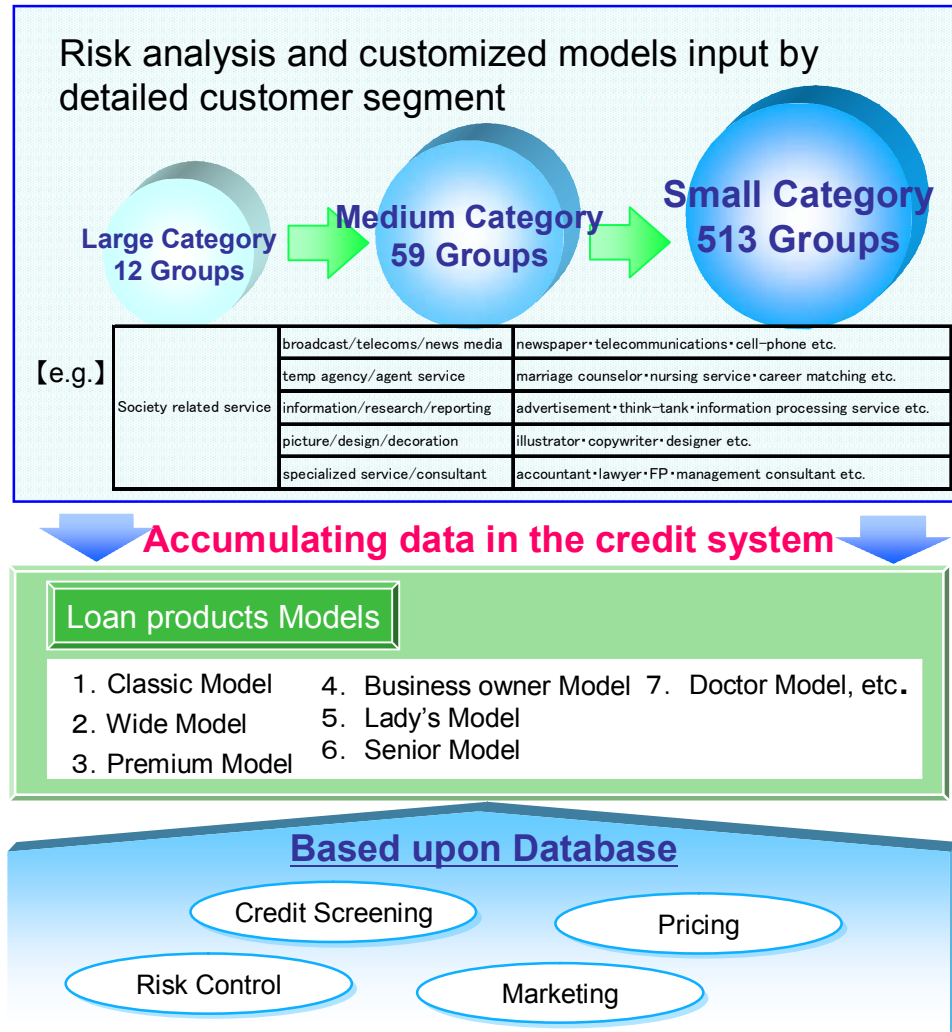 Risk analysis and customized models input by
detailed customer segment
Large Category
12 Groups
Medium Category
59 Groups
Small Category
513 Groups
【e.g.】
Society related service
broadcast/telecoms/news media
newspaper・telecommunications・cell-phone etc.
temp agency/agent service
marriage counselor・nursing service・career matching etc.
information/research/reporting
advertisement・think-tank・information processing service etc.
picture/design/decoration
illustrator・copywriter・designer etc.
specialized service/consultant
accountant・lawyer・FP・management consultant etc.
Accumulating data in the credit system
Loan products Models
1. Classic Model
2. Wide Model
3. Premium Model
4. Business owner Model
5. Lady's Model
6. Senior Model
7. Doctor Model, etc.
Based upon Database
Credit Screening
Pricing
Risk Control
Marketing